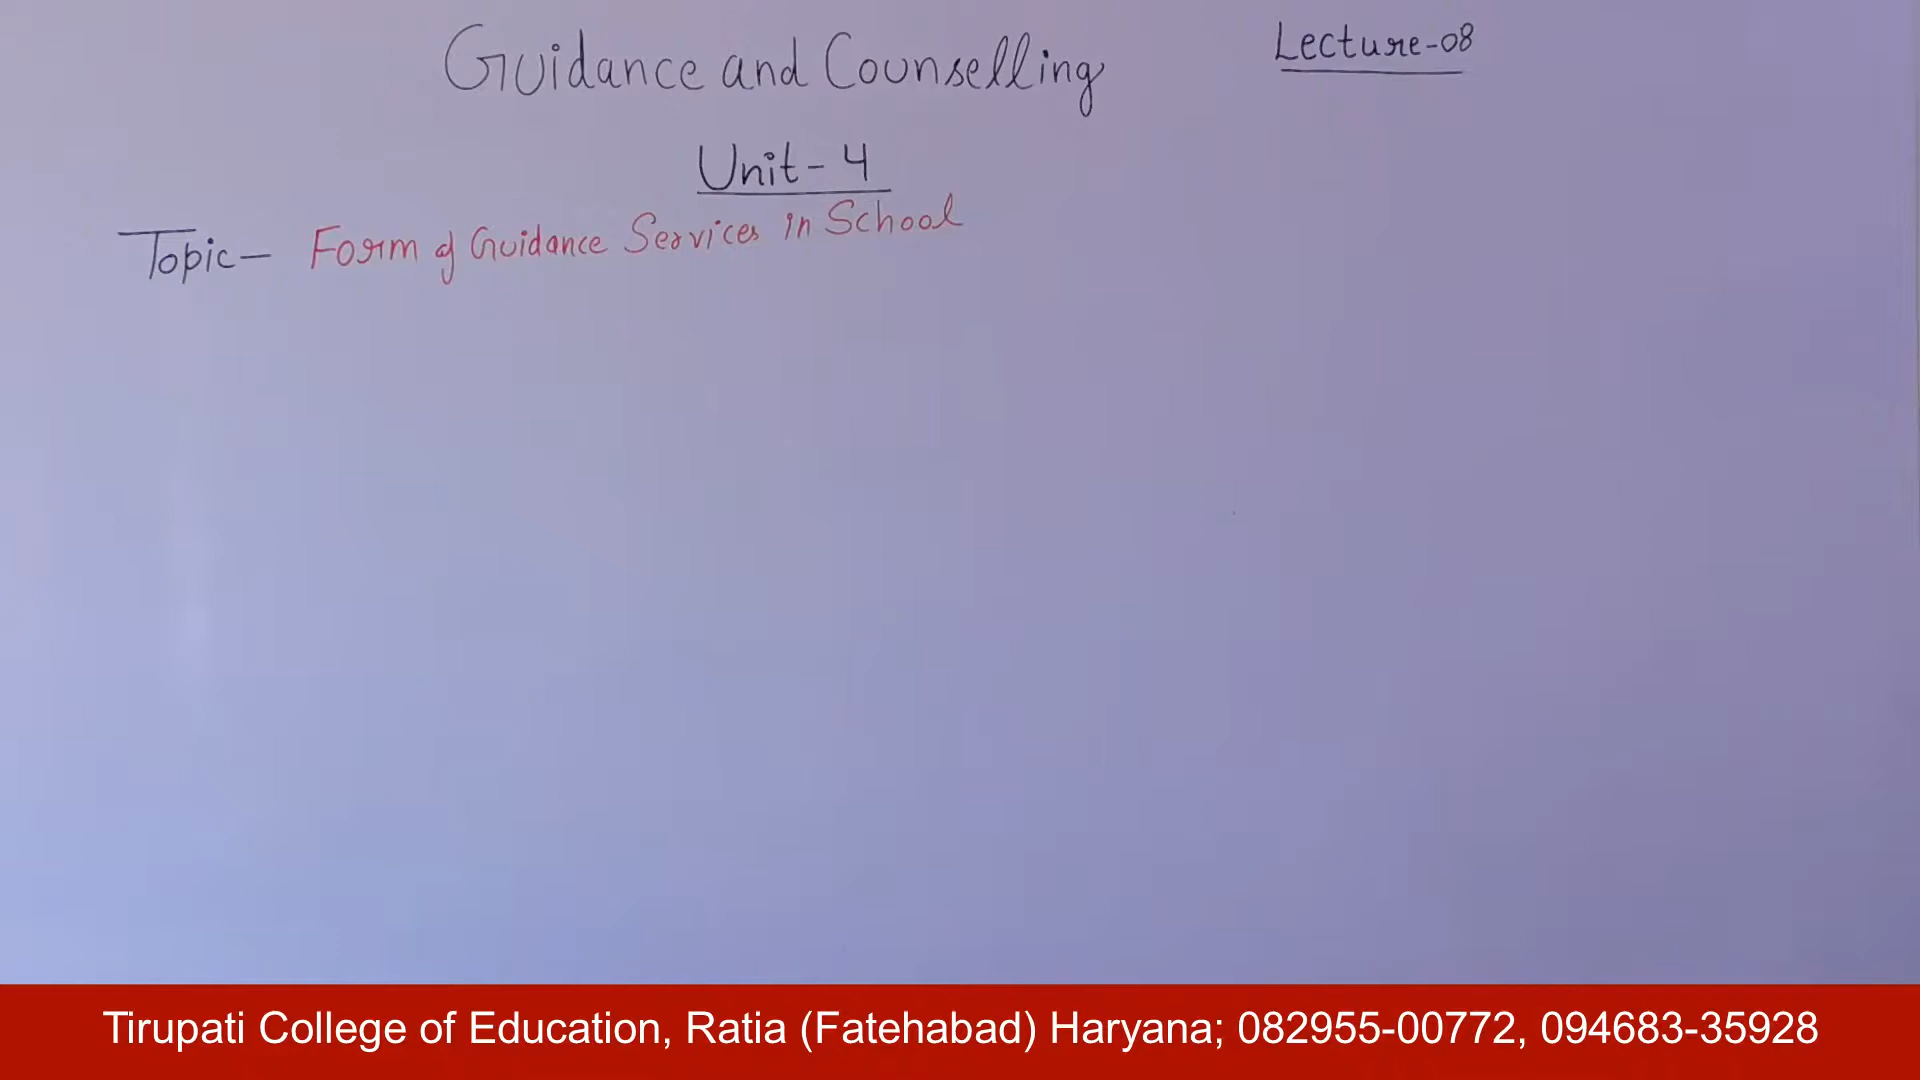 Guidance and Counselling
Lecture-08
Unit-4
Topic- Form of Guidance Services in School
Tirupati College of Education, Ratia (Fatehabad) Haryana; 082955-00772, 094683-35928